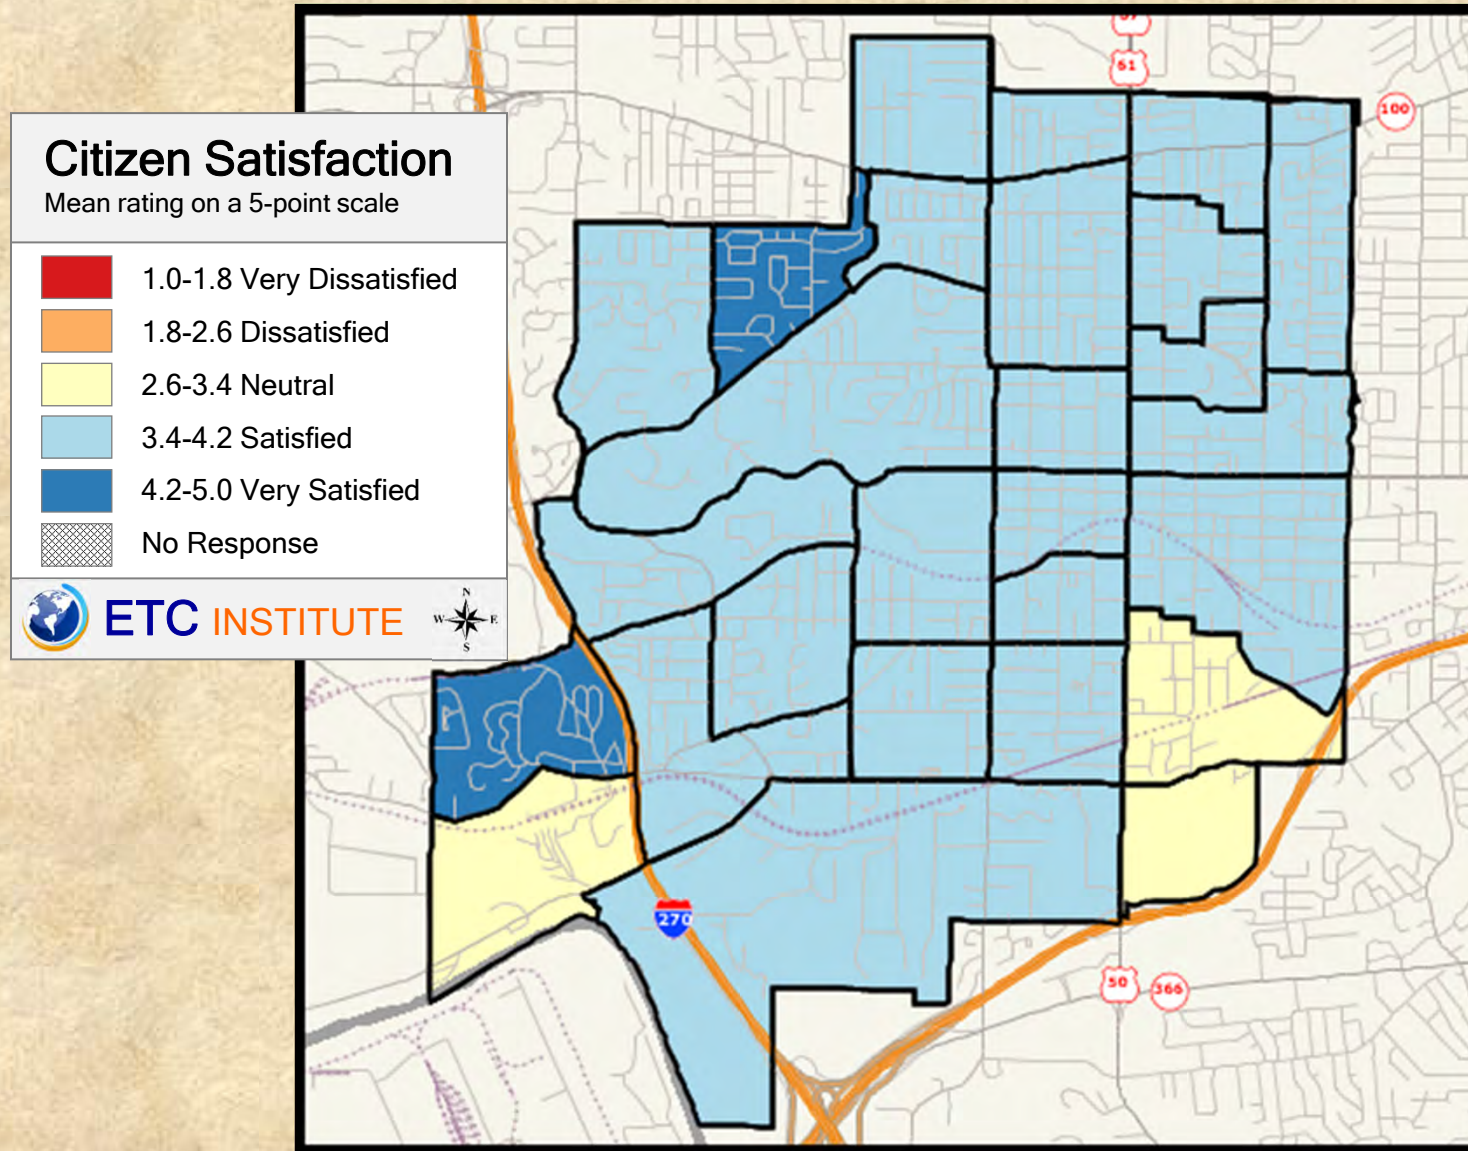 Citizen Satisfaction
Mean rating on a 5-point scale
1.0-1.8 Very Dissatisfied
1.8-2.6 Dissatisfied
2.6-3.4 Neutral
3.4-4.2 Satisfied
4.2-5.0 Very Satisfied
No Response
ETC INSTITUTE
N
W E
S
61
100
270
50
366